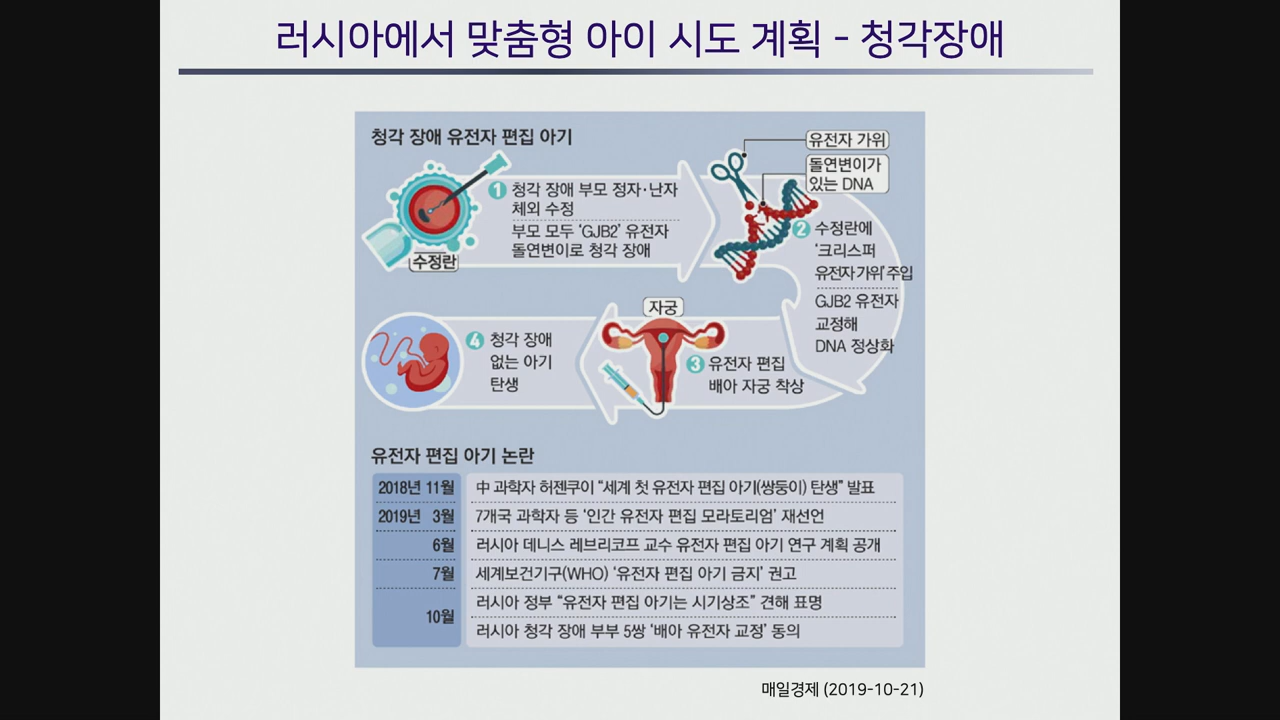 러시아에서 맞춤형 아이 시도 계획 - 청각장애
청각 장애 유전자 편집 아기
유전자 가위
돌연변이가
있는 DNA
수정란
1 청각 장애 부모 정자·난자
체외 수정
부모 모두 'GJB2' 유전자
돌연변이로 청각 장애
2 수정란에
'크리스퍼
유전자 가위' 주입
GJB2 유전자
교정해
DNA 정상화
자궁
3 유전자 편집
배아 자궁 착상
4 청각 장애
없는 아기
탄생
유전자 편집 아기 논란
2018년 11월 中 과학자 허젠쿠이 "세계 첫 유전자 편집 아기(쌍둥이) 탄생" 발표
2019년 3월 7개국 과학자 등 '인간 유전자 편집 모라토리엄' 재선언
6월 러시아 데니스 레브리코프 교수 유전자 편집 아기 연구 계획 공개
7월 세계보건기구(WHO) '유전자 편집 아기 금지' 권고
10월 러시아 정부 "유전자 편집 아기는 시기상조" 견해 표명
러시아 청각 장애 부부 5쌍 '배아 유전자 교정' 동의
매일경제 (2019-10-21)